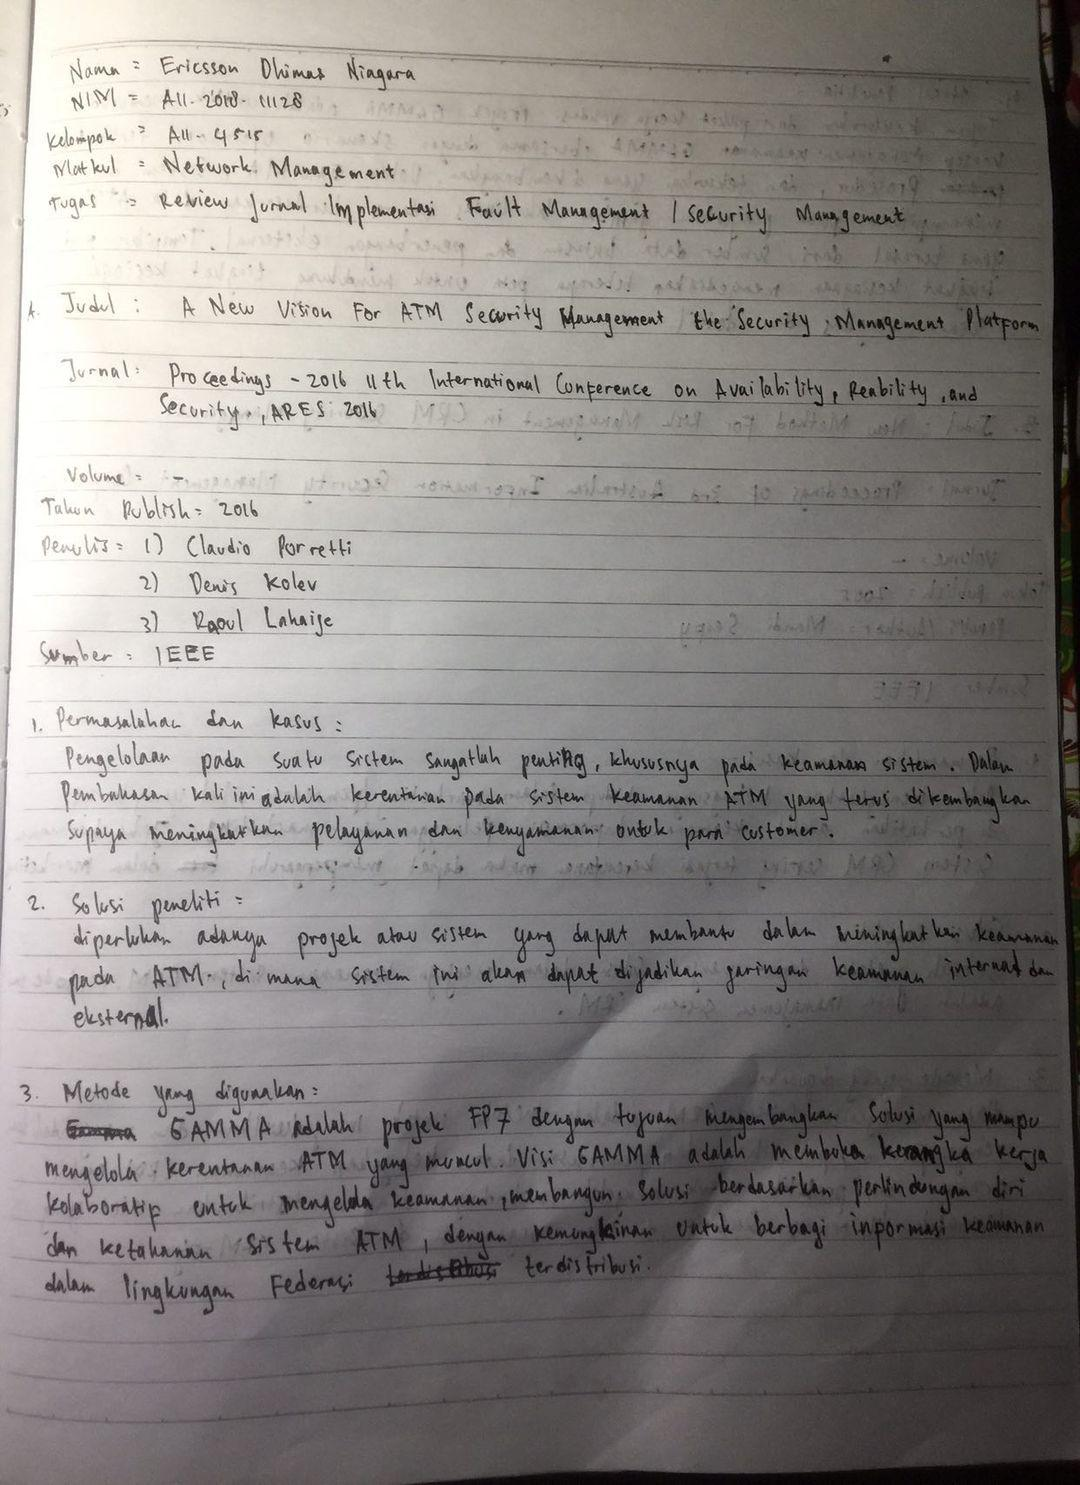 Nama = Ericsson Dhimas Niagara
NIM = A11-2018-11128
Kelompok = A11-4515
Matkul = Network Management
Tugas = Review Jurnal Implementasi Fault Management / Security Management
A. Judul : A New Vision For ATM Security Management the Security Management Platform
Jurnal: Proceedings - 2016 11th International Conference on Availability, Reability, and
Security, ARES 2016
Volume = -
Tahun Publish = 2016
Penulis = 1) Claudio Porretti
2) Denis Kolev
3) Raoul Lahaije
Sumber = IEEE
1. Permasalahan dan kasus :
Pengelolaan pada suatu sistem sangatlah penting, khususnya pada keamanan sistem. Dalam
Pembahasan kali ini adalah kerentanan pada sistem keamanan ATM yang terus dikembangkan
Supaya meningkatkan pelayanan dan kenyamanan untuk para customer.
2. Solusi peneliti =
diperlukan adanya projek atau sistem yang dapat membantu dalam meningkatkan keamanan
pada ATM, di mana sistem ini akan dapat dijadikan jaringan keamanan internal dan
eksternal.
3. Metode yang digunakan :
GAMMA adalah projek FP7 dengan tujuan mengembangkan Solusi yang mampu
mengelola kerentanan ATM yang muncul. Visi GAMMA adalah membuka kerangka kerja
kolaboratif untuk mengelola keamanan, membangun solusi berdasarkan perlindungan diri
dan ketahanan sistem ATM, dengan kemungkinan untuk berbagi informasi keamanan
dalam lingkungan Federasi terdistribusi.